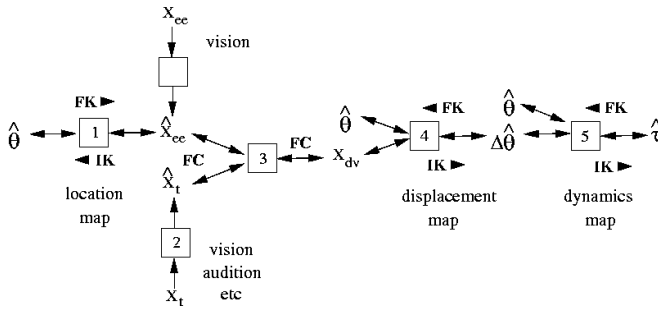 X_ee
vision
FK ► FK FK
θ̂ 1 X̂_ee θ̂ 4 Δθ̂ θ̂ 5 τ̂
◄ IK FC 3 FC x_dv IK ► IK ►
location
map
X̂_t
displacement
map
dynamics
map
2
vision
audition
etc
X_t